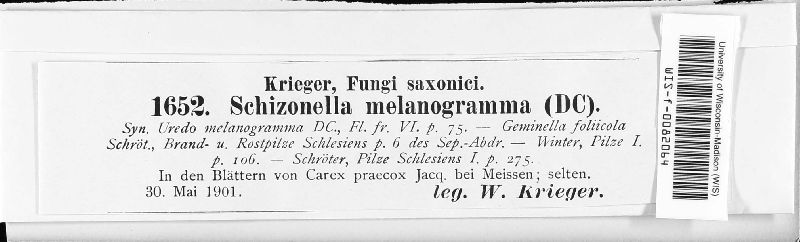 Krieger, Fungi saxonici.
1652. Schizonella melanogramma (DC).
Syn. Uredo melanogramma DC., Fl. fr. VI. p. 75. — Geminella foliicola
Schröt., Brand- u. Rostpilze Schlesiens p. 6 des Sep.-Abdr. — Winter, Pilze I.
p. 106. — Schröter, Pilze Schlesiens I. p. 275.
In den Blättern von Carex praecox Jacq. bei Meissen; selten.
30. Mai 1901. leg. W. Krieger.
WIS-f-0082064
University of Wisconsin-Madison (WIS)